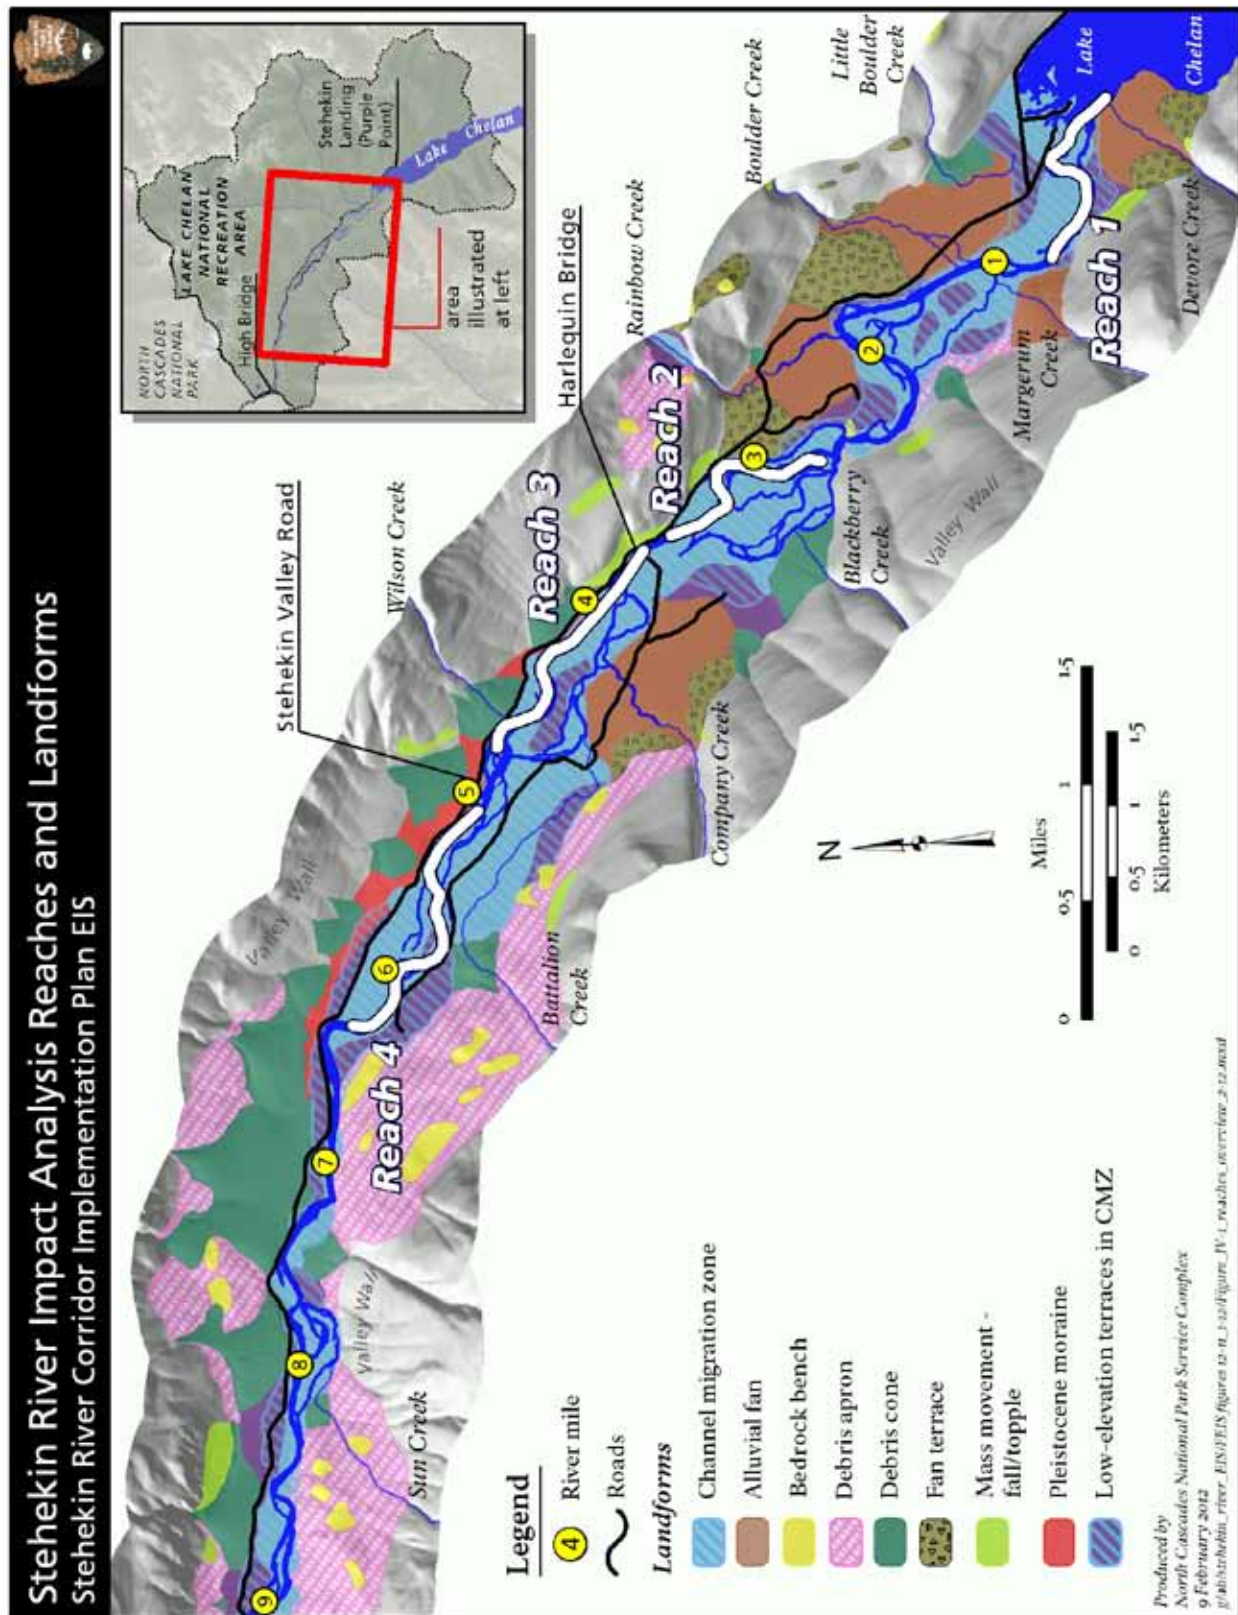 Stehekin River Impact Analysis Reaches and Landforms
Stehekin River Corridor Implementation Plan EIS
NORTH
CASCADES
NATIONAL
PARK
High Bridge
LAKE CHELAN
NATIONAL
RECREATION
AREA
Stehekin
Landing
(Purple
Point)
Lake Chelan
area
illustrated
at left
Stehekin Valley Road
Harlequin Bridge
Wilson Creek
Rainbow Creek
Boulder Creek
Little
Boulder
Creek
Lake
Chelan
Valley Wall
Reach 3
Reach 2
Reach 4
Reach 1
9
8
7
6
5
4
3
2
1
Valley Wall
Sun Creek
Battalion
Creek
Company Creek
Blackberry
Creek
Valley Wall
Margerum
Creek
Devore Creek
N
Miles
0
0.5
1
1.5
0
0.5
1
1.5
Kilometers
Legend
4
River mile
Roads
Landforms
Channel migration zone
Alluvial fan
Bedrock bench
Debris apron
Debris cone
Fan terrace
Mass movement -
fall/topple
Pleistocene moraine
Low-elevation terraces in CMZ
Produced by
North Cascades National Park Service Complex
9 February 2012